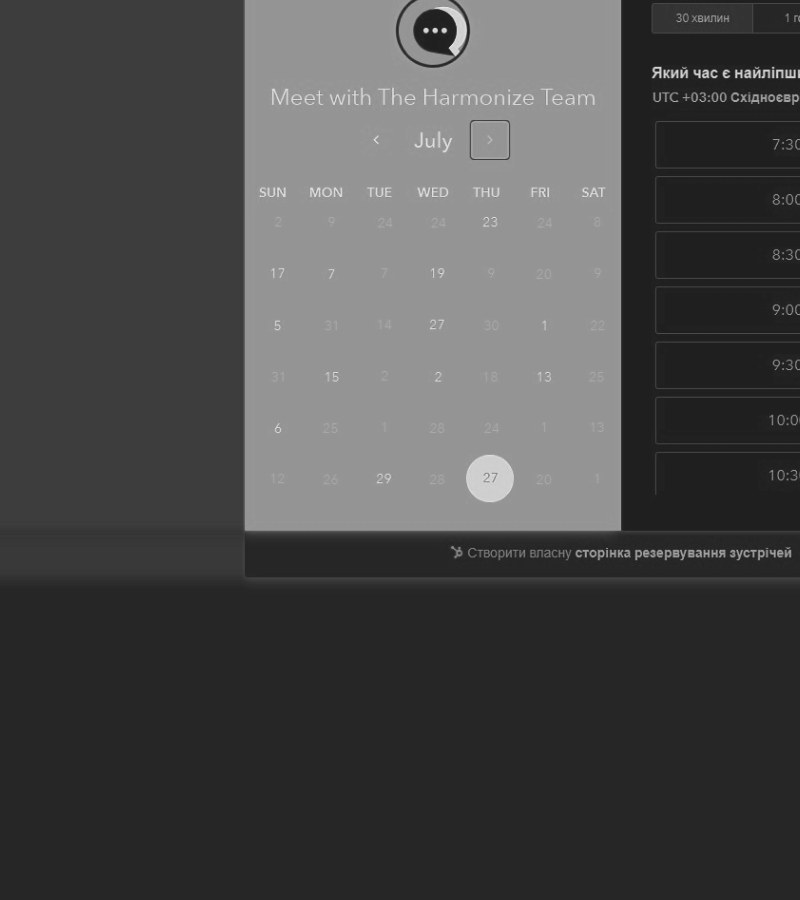 30 хвилин
Meet with The Harmonize Team
Який час є найліпш
July
UTC +03:00 Східноєвр
7:30
SUN MON TUE WED THU FRI SAT
8:00
2 9 24 24 23 24 8
8:30
17 7 7 19 9 20 9
9:00
5 31 14 27 30 1 22
9:30
31 15 2 2 18 13 25
10:0
6 25 1 28 24 1 13
10:3
12 26 29 28 27 20 1
Створити власну сторінка резервування зустрічей